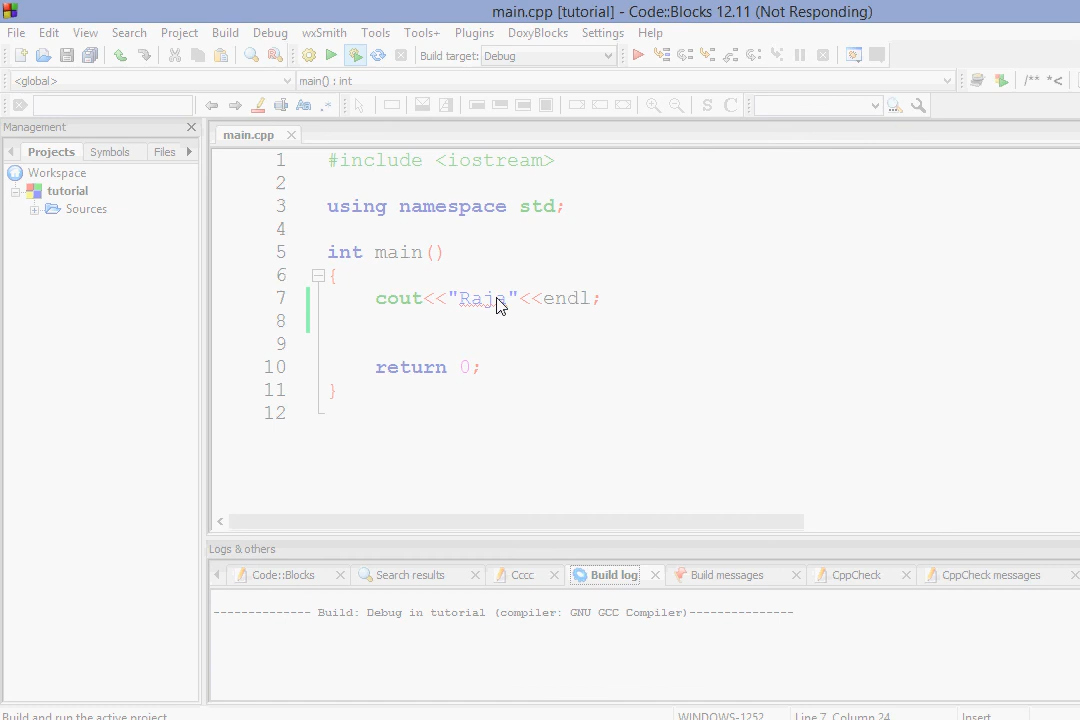 main.cpp [tutorial] - Code::Blocks 12.11 (Not Responding)
File Edit View Search Project Build Debug wxSmith Tools Tools+ Plugins DoxyBlocks Settings Help
Build target: Debug
<global> main() : int /** *<
Management
Projects Symbols Files
Workspace
tutorial
Sources
main.cpp
1 #include <iostream>
2
3 using namespace std;
4
5 int main()
6 {
7 cout<<"Raja"<<endl;
8
9
10 return 0;
11 }
12
Logs & others
Code::Blocks Search results Cccc Build log Build messages CppCheck CppCheck messages
-------------- Build: Debug in tutorial (compiler: GNU GCC Compiler)---------------
Build and run the active project WINDOWS-1252 Line 7, Column 24 Insert